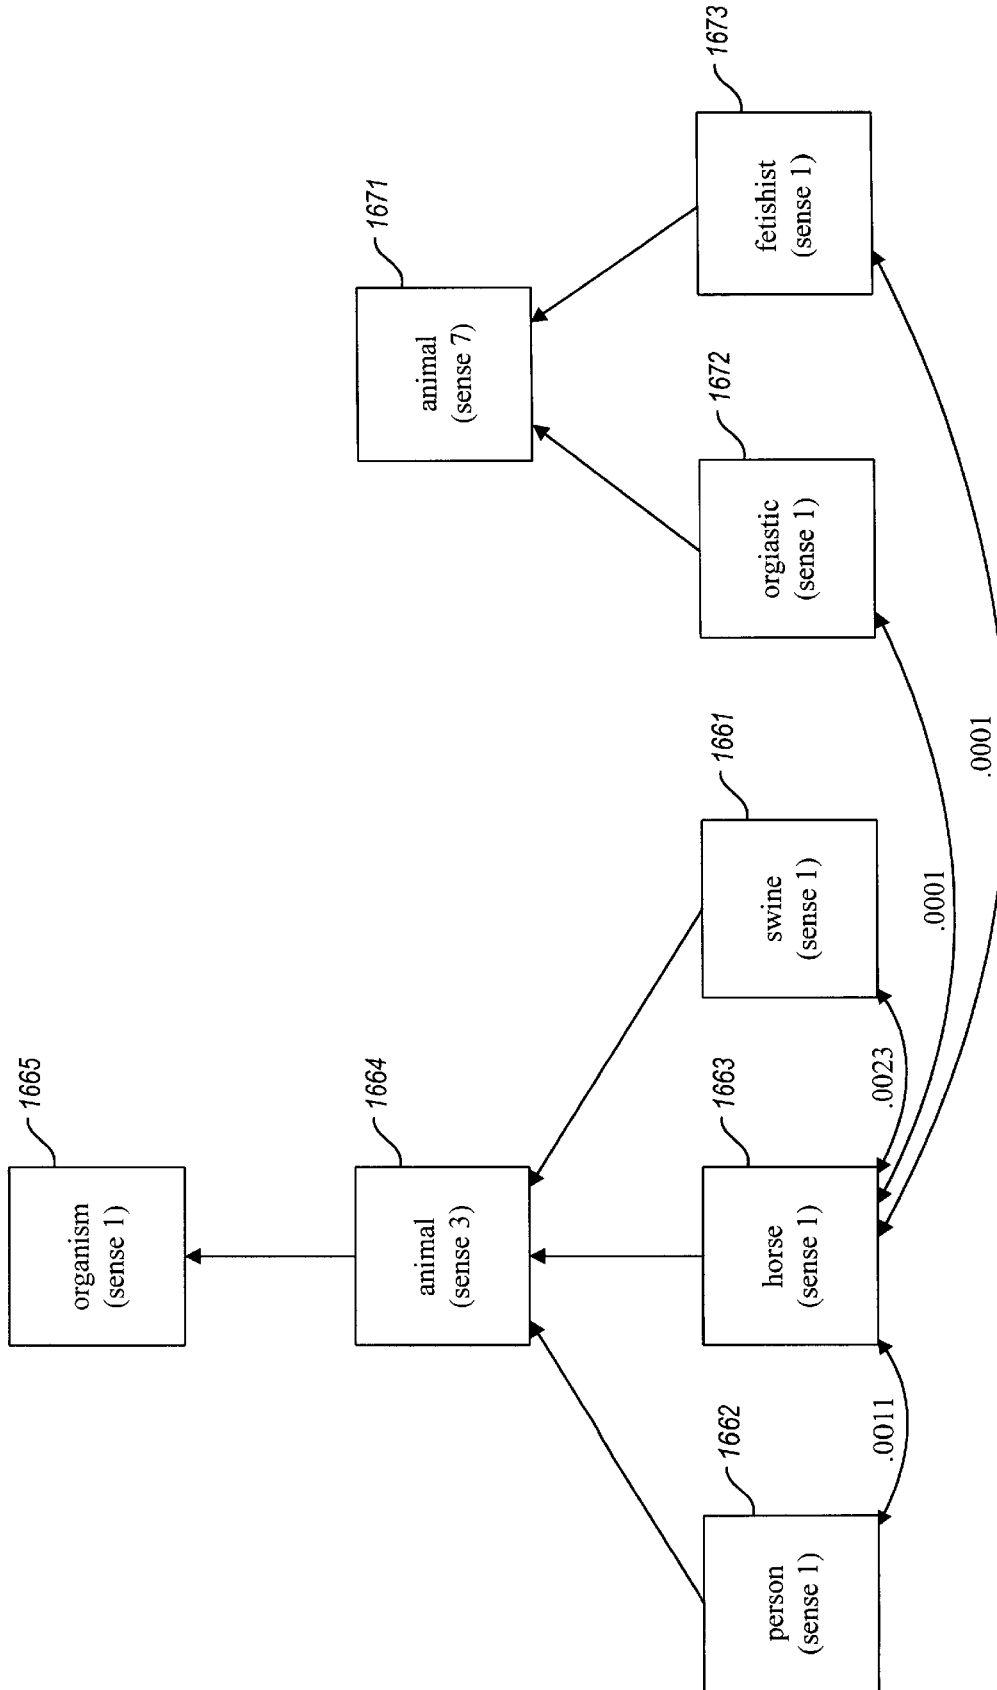 1665
organism
(sense 1)
1664
animal
(sense 3)
1671
animal
(sense 7)
1662
person
(sense 1)
1663
horse
(sense 1)
1661
swine
(sense 1)
1672
orgiastic
(sense 1)
1673
fetishist
(sense 1)
.0011
.0023
.0001
.0001